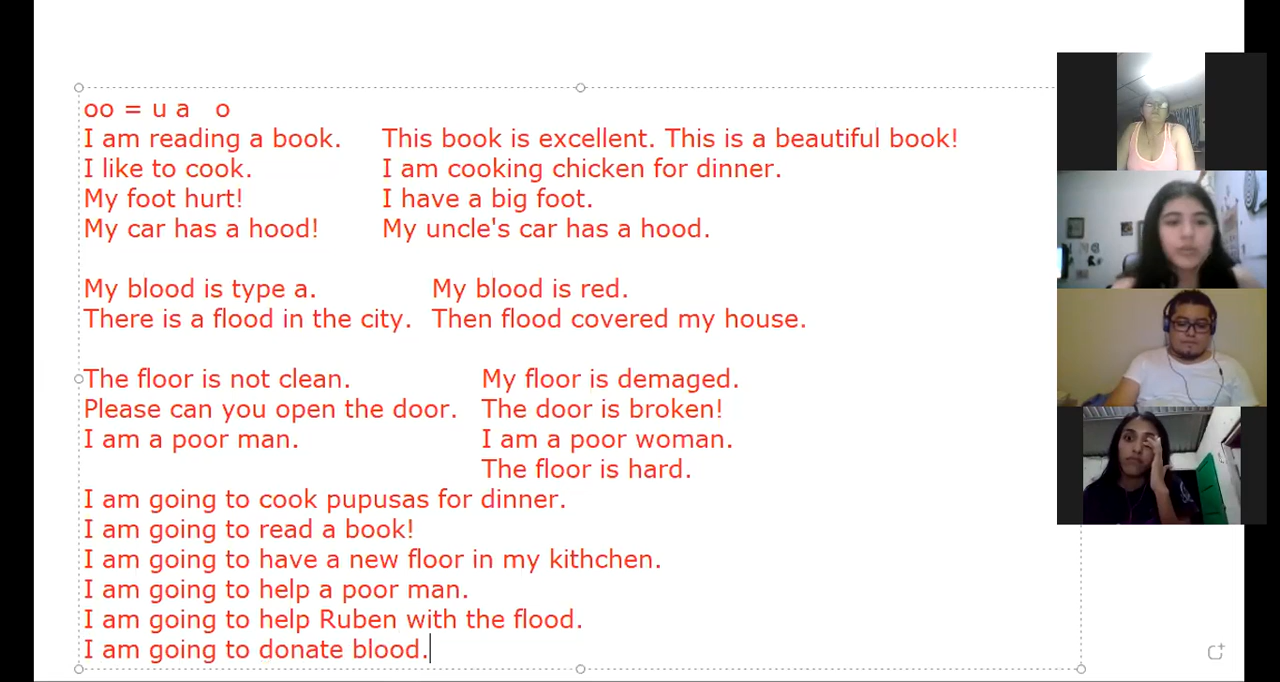 oo = u a o
I am reading a book. This book is excellent. This is a beautiful book!
I like to cook. I am cooking chicken for dinner.
My foot hurt! I have a big foot.
My car has a hood! My uncle's car has a hood.
My blood is type a. My blood is red.
There is a flood in the city. Then flood covered my house.
The floor is not clean. My floor is demaged.
Please can you open the door. The door is broken!
I am a poor man. I am a poor woman.
The floor is hard.
I am going to cook pupusas for dinner.
I am going to read a book!
I am going to have a new floor in my kithchen.
I am going to help a poor man.
I am going to help Ruben with the flood.
I am going to donate blood.